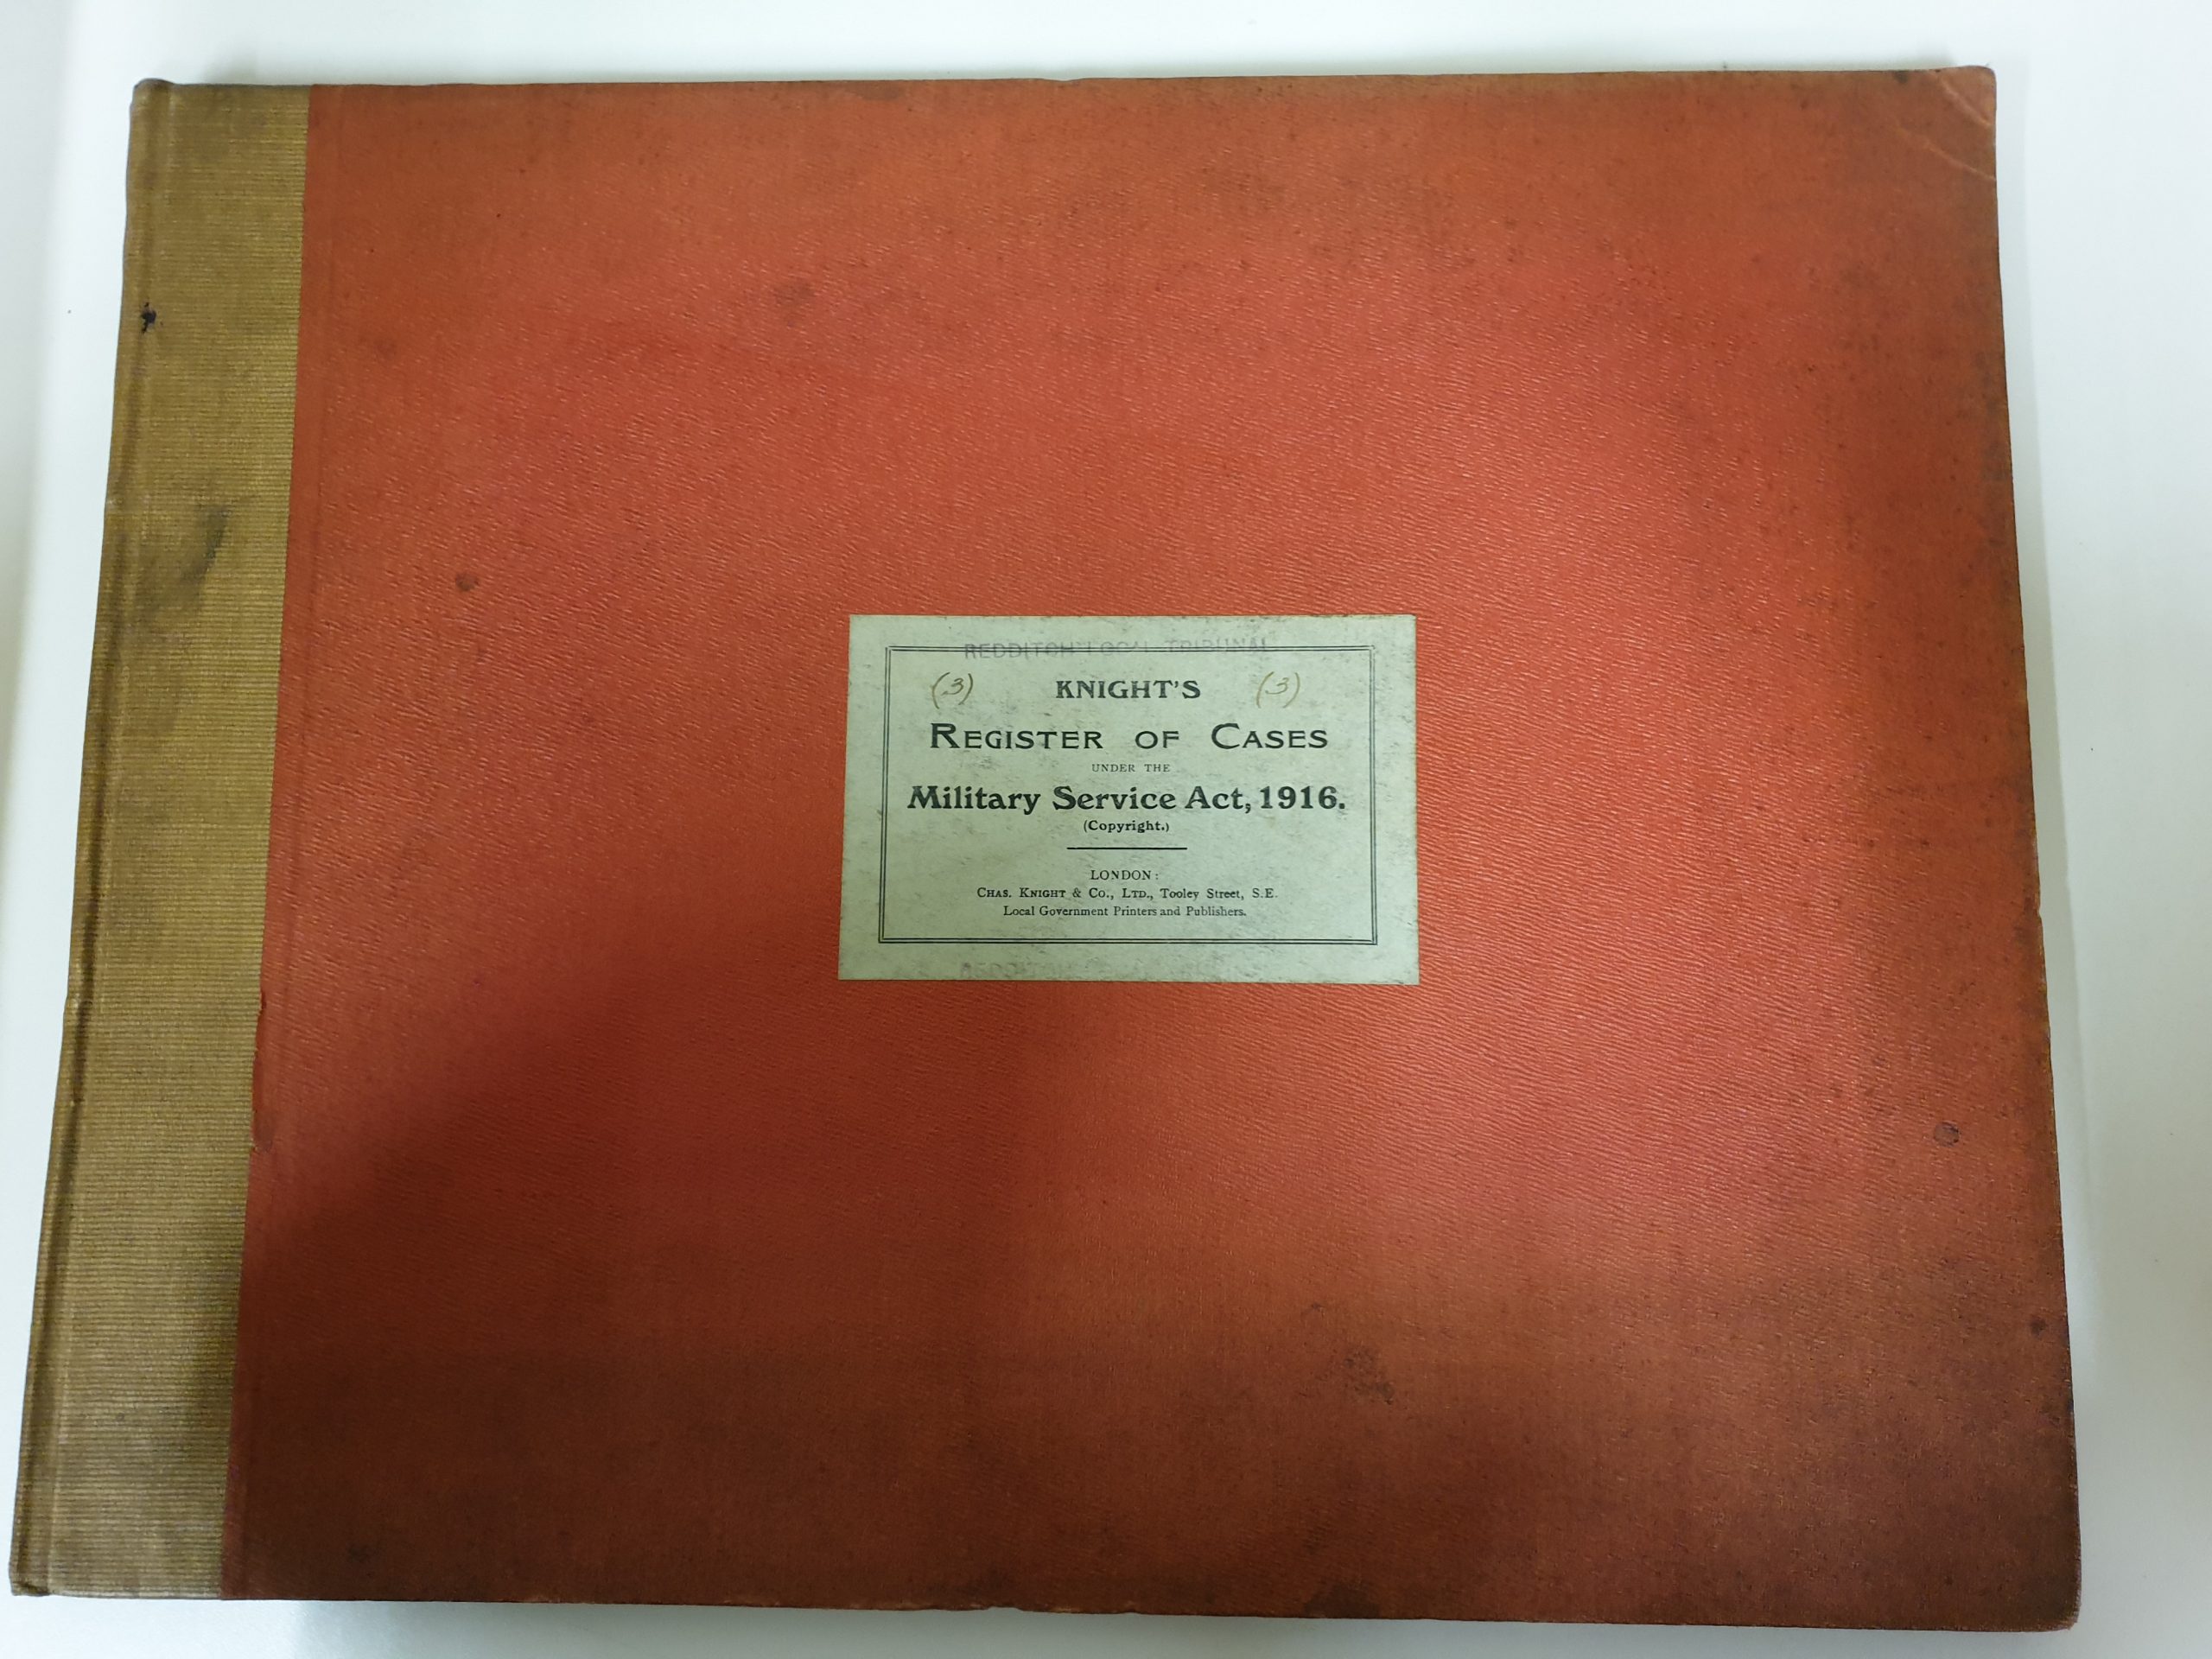 REDDITCH LOCAL TRIBUNAL
(3) KNIGHT'S (3)
REGISTER OF CASES
UNDER THE
Military Service Act, 1916.
(Copyright.)
LONDON:
CHAS. KNIGHT & CO., LTD., Tooley Street, S.E.
Local Government Printers and Publishers.
REDDITCH